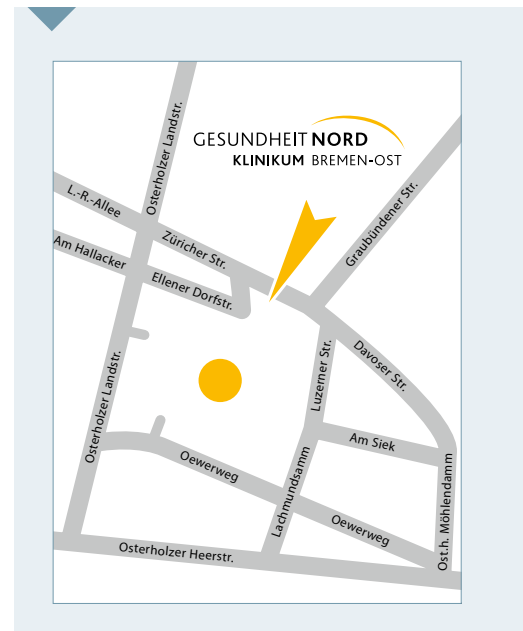 GESUNDHEIT NORD
KLINIKUM BREMEN-OST
Osterholzer Landstr.
L.-R.-Allee
Züricher Str.
Graubündener Str.
Am Hallacker
Ellener Dorfstr.
Luzerner Str.
Davoser Str.
Osterholzer Landstr.
Am Siek
Oewerweg
Lachmundsamm
Oewerweg
Ost.h. Möhlendamm
Osterholzer Heerstr.